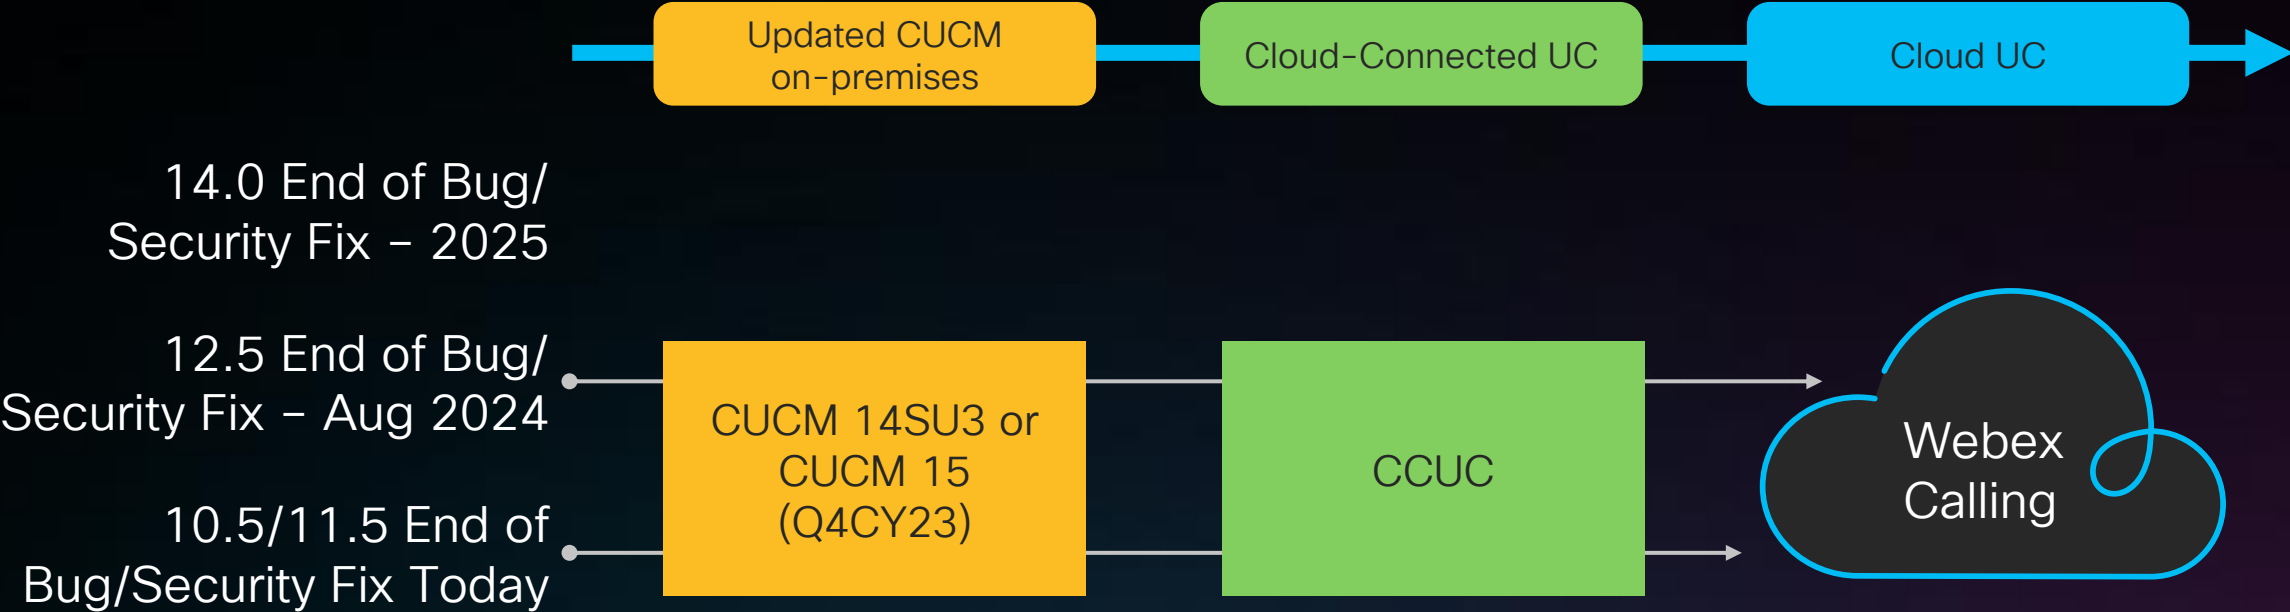 Updated CUCM
on-premises
Cloud-Connected UC
Cloud UC
14.0 End of Bug/
Security Fix – 2025
12.5 End of Bug/
Security Fix – Aug 2024
10.5/11.5 End of
Bug/Security Fix Today
CUCM 14SU3 or
CUCM 15
(Q4CY23)
CCUC
Webex
Calling